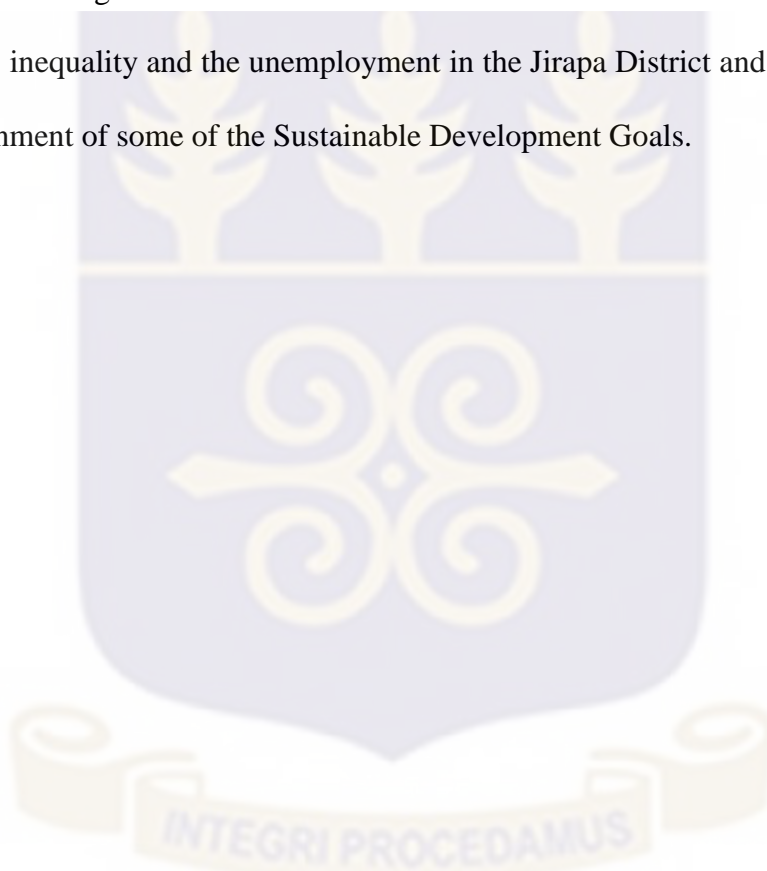 inequality and the unemployment in the Jirapa District and
nment of some of the Sustainable Development Goals.
INTEGRI PROCEDAMUS